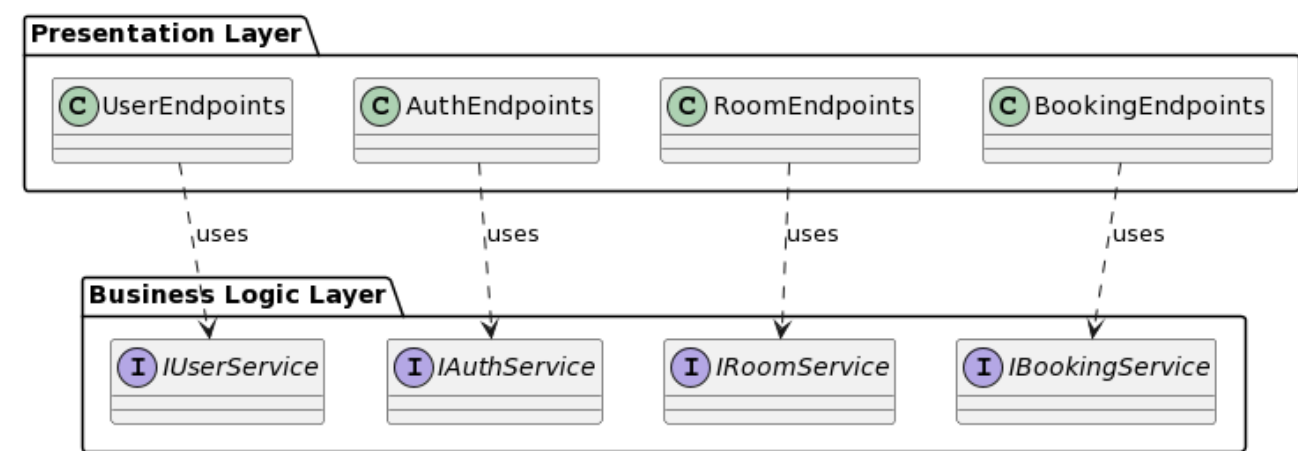 Presentation Layer
C UserEndpoints
C AuthEndpoints
C RoomEndpoints
C BookingEndpoints
uses
uses
uses
uses
Business Logic Layer
I IUserService
I IAuthService
I IRoomService
I IBookingService